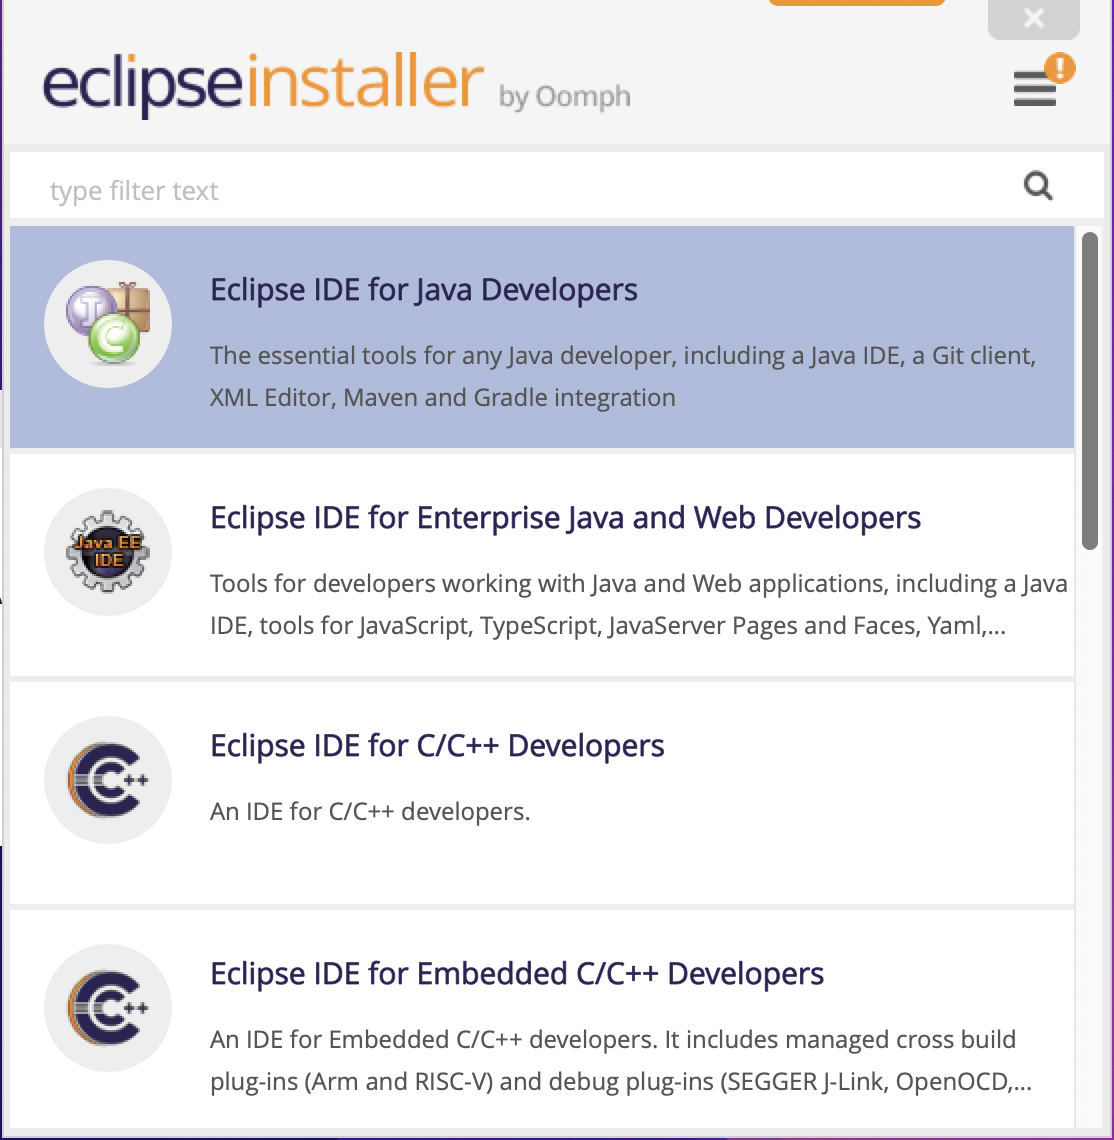 eclipseinstaller by Oomph
type filter text
Eclipse IDE for Java Developers
The essential tools for any Java developer, including a Java IDE, a Git client,
XML Editor, Maven and Gradle integration
Java EE
IDE
Eclipse IDE for Enterprise Java and Web Developers
Tools for developers working with Java and Web applications, including a Java
IDE, tools for JavaScript, TypeScript, JavaServer Pages and Faces, Yaml,...
C++
Eclipse IDE for C/C++ Developers
An IDE for C/C++ developers.
C++
Eclipse IDE for Embedded C/C++ Developers
An IDE for Embedded C/C++ developers. It includes managed cross build
plug-ins (Arm and RISC-V) and debug plug-ins (SEGGER J-Link, OpenOCD,...